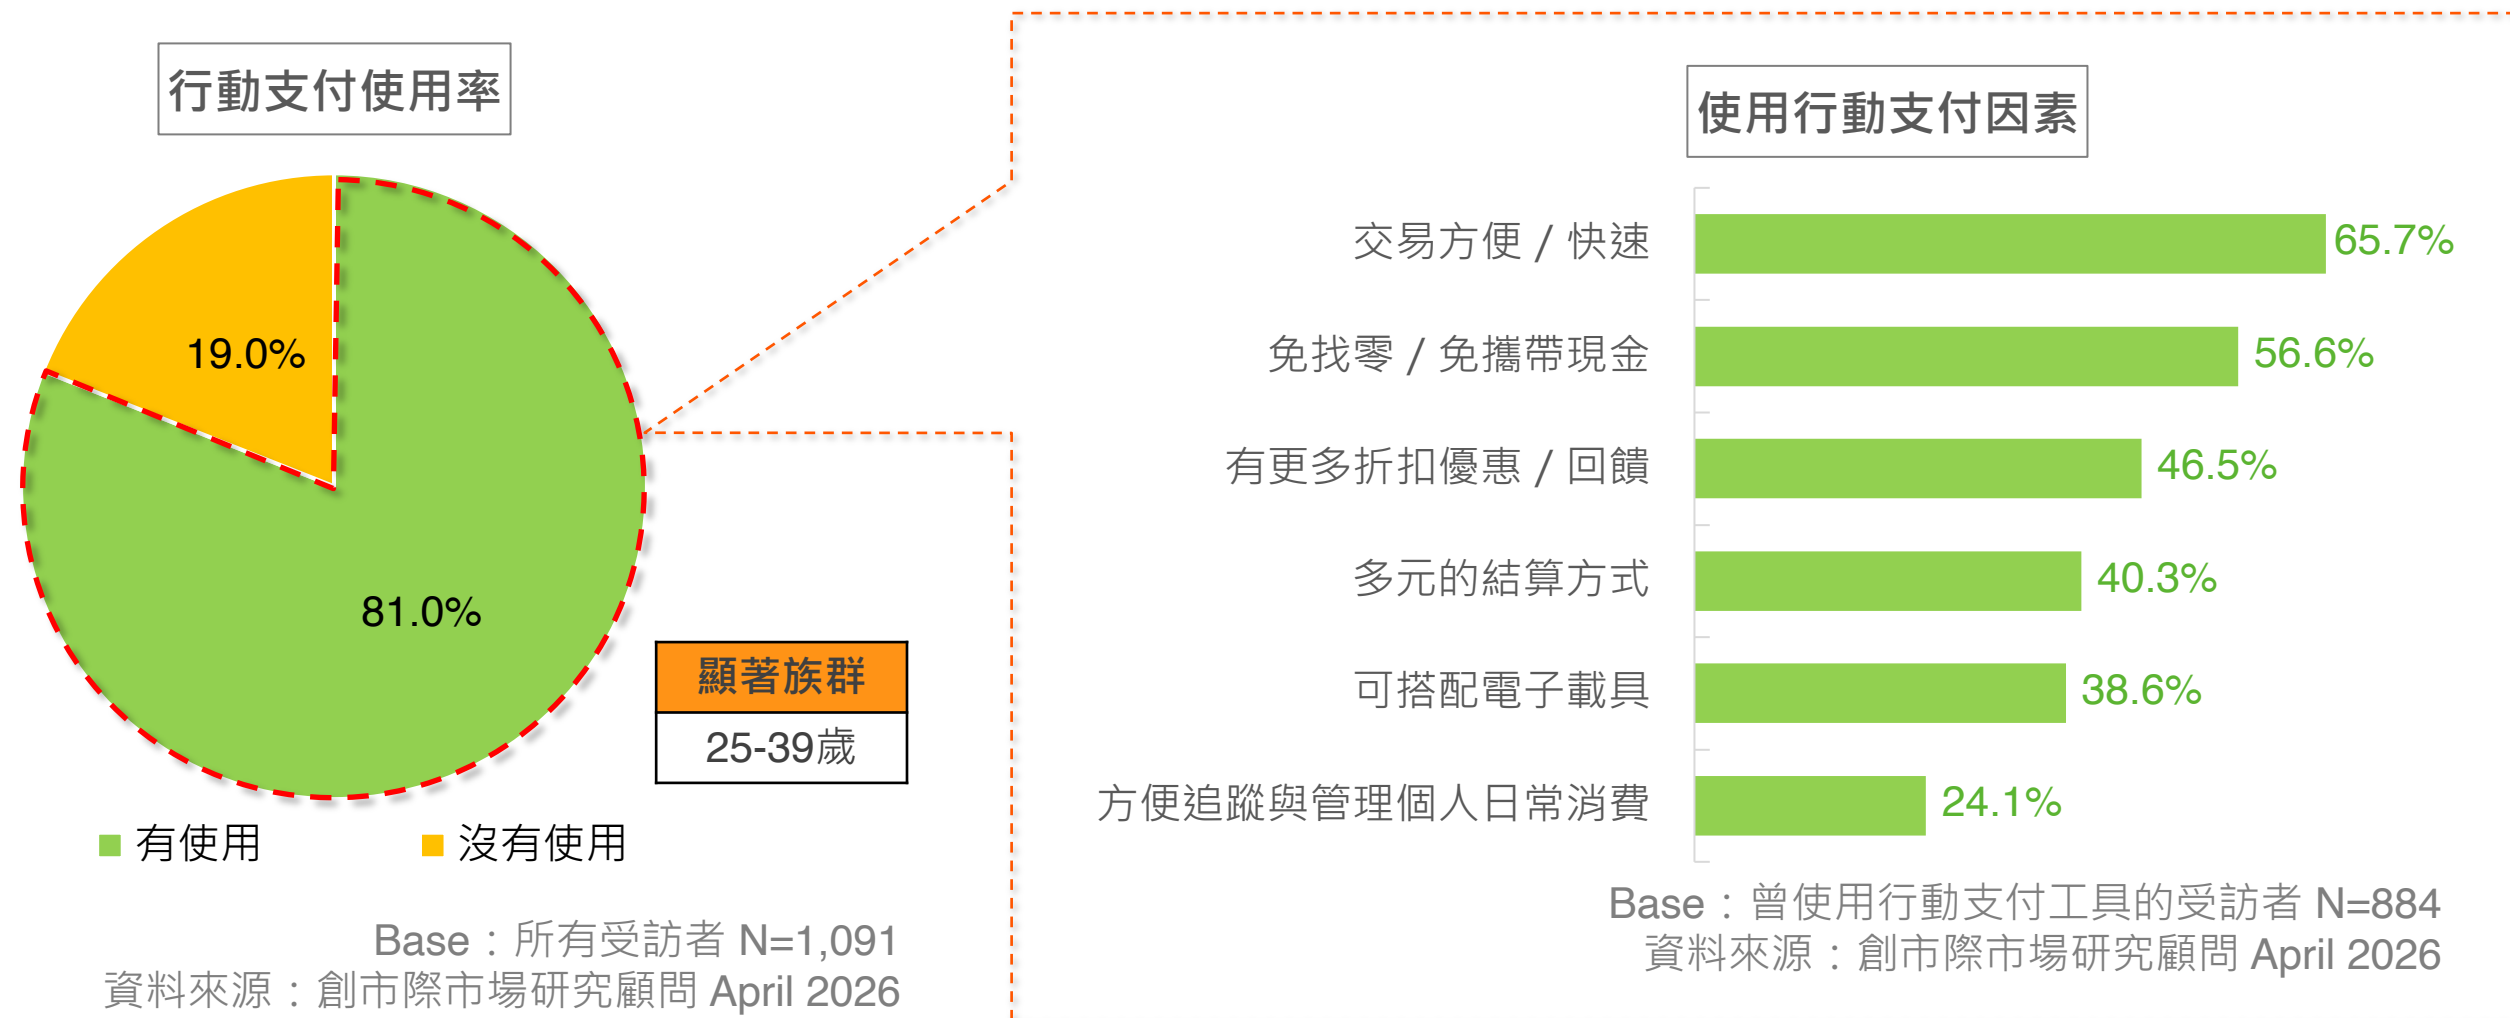 行動支付使用率
19.0%
81.0%
顯著族群
25-39歲
有使用
沒有使用
Base：所有受訪者 N=1,091
資料來源：創市際市場研究顧問 April 2026
使用行動支付因素
交易方便 / 快速
65.7%
免找零 / 免攜帶現金
56.6%
有更多折扣優惠 / 回饋
46.5%
多元的結算方式
40.3%
可搭配電子載具
38.6%
方便追蹤與管理個人日常消費
24.1%
Base：曾使用行動支付工具的受訪者 N=884
資料來源：創市際市場研究顧問 April 2026